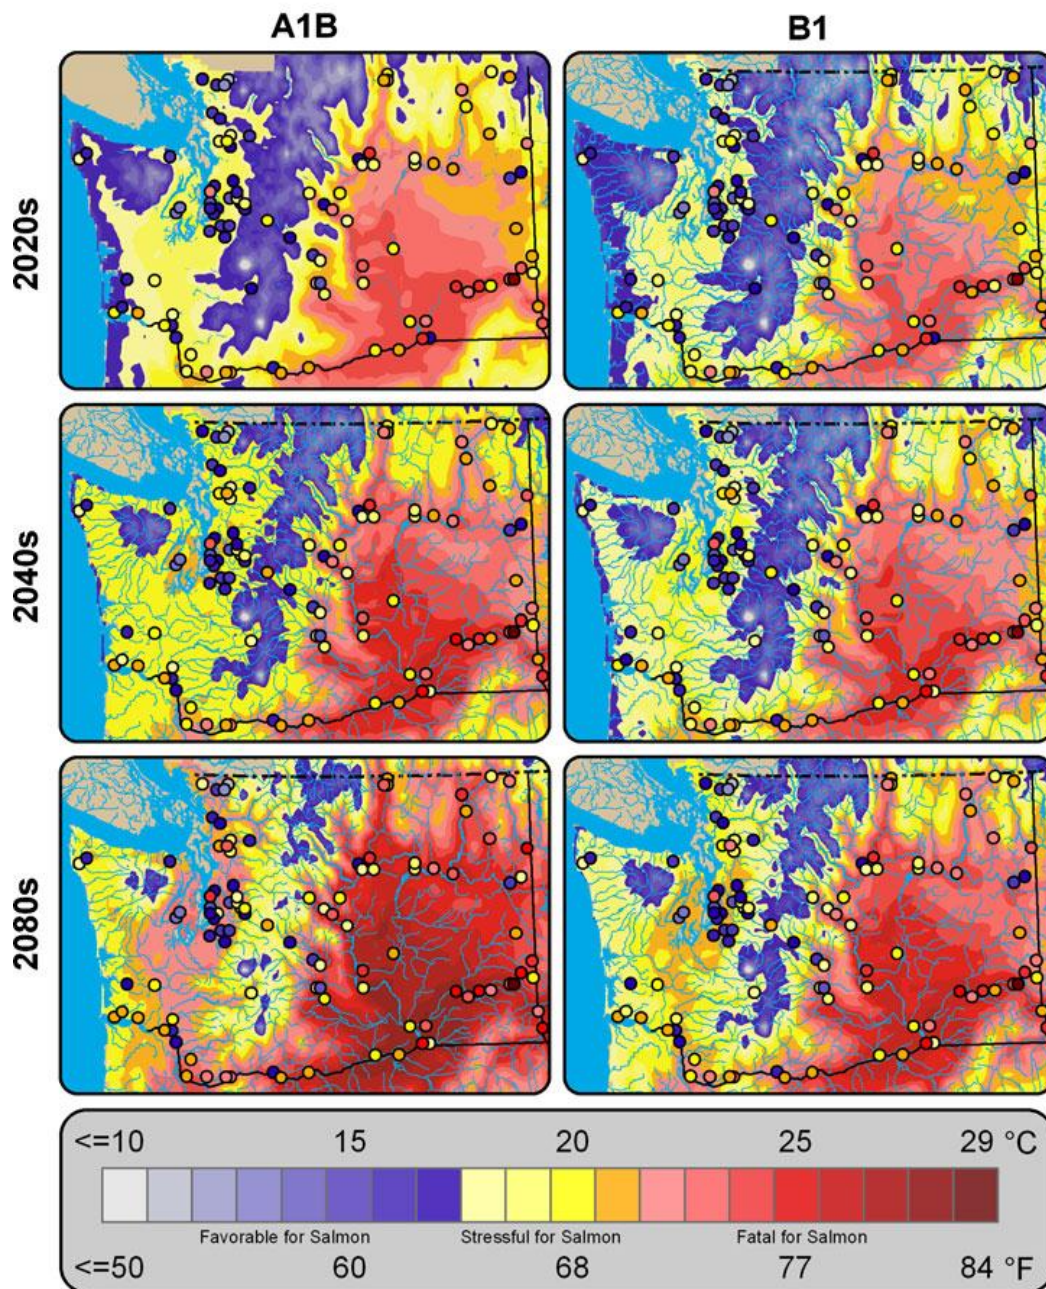 A1B B1
2020s
2040s
2080s
<=10 15 20 25 29 °C
Favorable for Salmon Stressful for Salmon Fatal for Salmon
<=50 60 68 77 84 °F